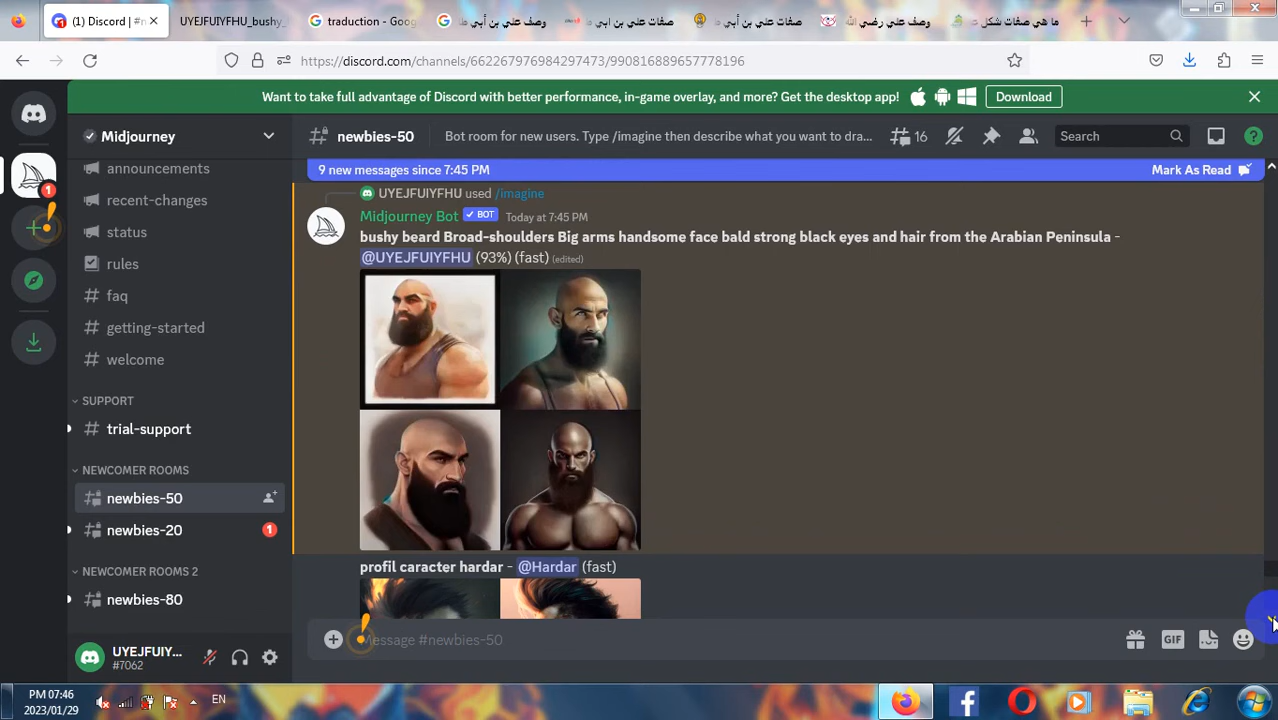 (1) Discord | #n
UYEJFUIYFHU_bushy_
traduction - Goog
وصف علي بن أبي طا
صفات علي بن ابي ط
صفات علي بن أبي ط
وصف علي رضي الله
ما هي صفات شكل ت
https://discord.com/channels/662267976984297473/990816889657778196
Want to take full advantage of Discord with better performance, in-game overlay, and more? Get the desktop app!
Download
Midjourney
newbies-50
Bot room for new users. Type /imagine then describe what you want to dra...
16
Search
announcements
recent-changes
status
rules
faq
getting-started
welcome
SUPPORT
trial-support
NEWCOMER ROOMS
newbies-50
newbies-20
1
NEWCOMER ROOMS 2
newbies-80
1
UYEJFUIY...
#7062
9 new messages since 7:45 PM
Mark As Read
UYEJFUIYFHU used /imagine
Midjourney Bot BOT Today at 7:45 PM
bushy beard Broad-shoulders Big arms handsome face bald strong black eyes and hair from the Arabian Peninsula -
@UYEJFUIYFHU (93%) (fast) (edited)
profil caracter hardar - @Hardar (fast)
Message #newbies-50
GIF
PM 07:46
2023/01/29
EN